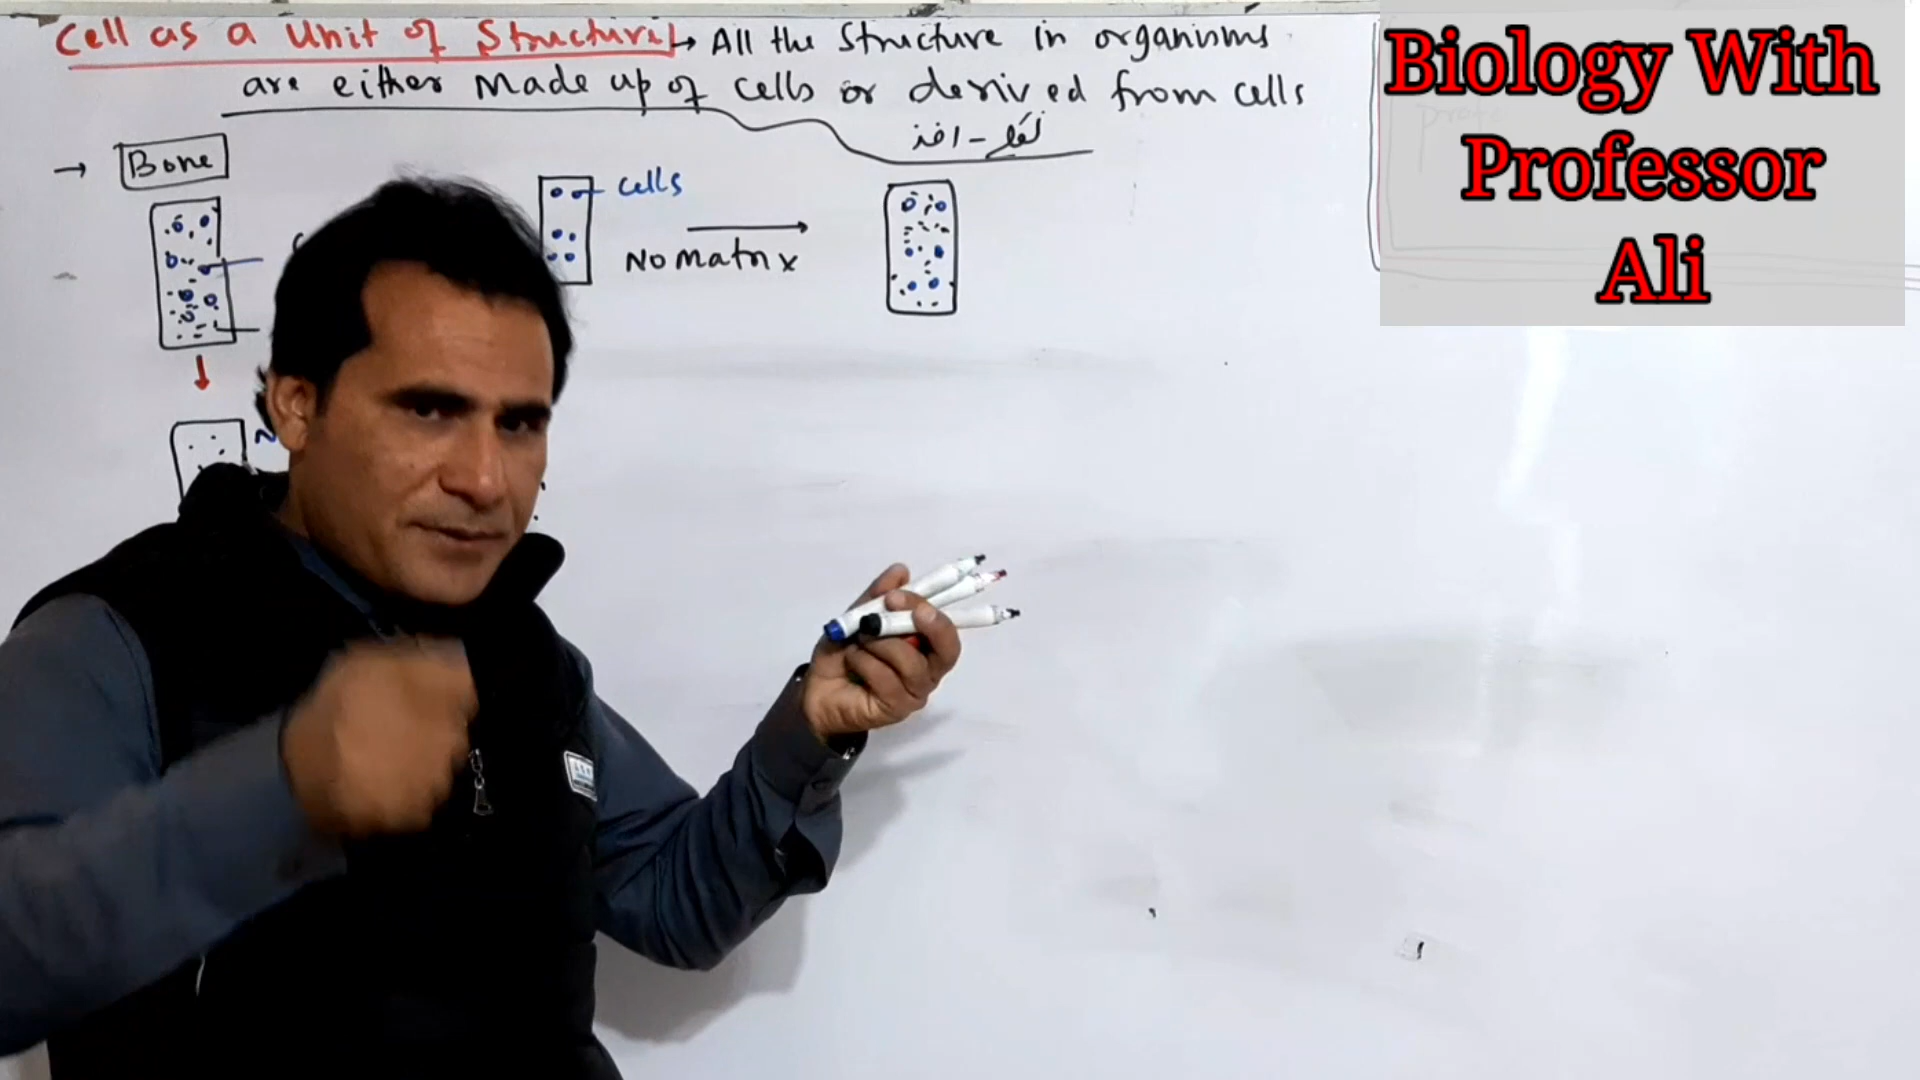 Cell as a Unit of Structure → All the structure in organisms
are either Made up of cells or derived from cells
→ Bone
cells
No matrix
Biology With
Professor
Ali